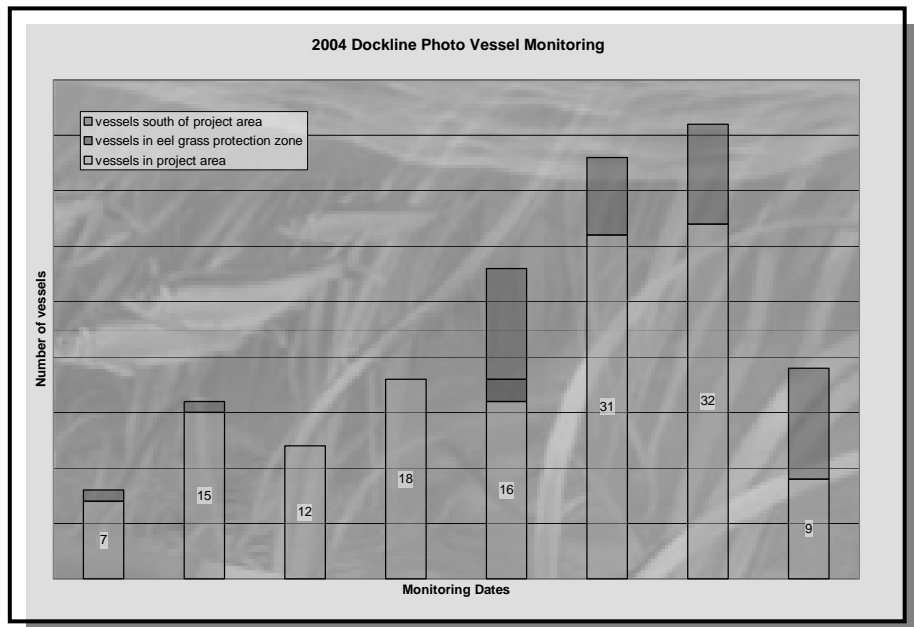 2004 Dockline Photo Vessel Monitoring
vessels south of project area
vessels in eel grass protection zone
vessels in project area
Number of vessels
7
15
12
18
16
31
32
9
Monitoring Dates